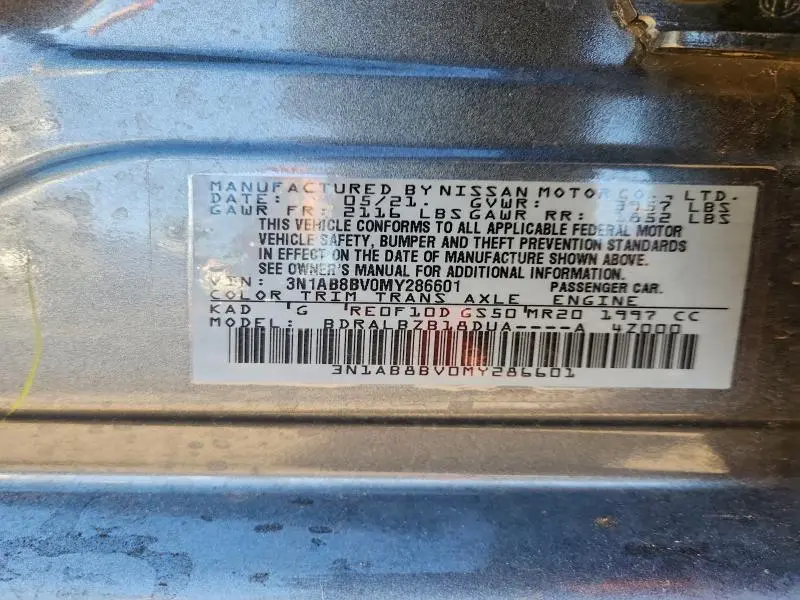 MANUFACTURED BY NISSAN MOTOR CO., LTD.
DATE: 05/21. GVWR: LBS
GAWR FR: 2116 LBS GAWR RR: 1852 LBS
THIS VEHICLE CONFORMS TO ALL APPLICABLE FEDERAL MOTOR
VEHICLE SAFETY, BUMPER AND THEFT PREVENTION STANDARDS
IN EFFECT ON THE DATE OF MANUFACTURE SHOWN ABOVE.
SEE OWNER'S MANUAL FOR ADDITIONAL INFORMATION.
VIN: 3N1AB8BV0MY286601 PASSENGER CAR.
COLOR TRIM TRANS AXLE ENGINE
KAD G RE0F10D GS50 MR20 1997 CC
MODEL: BDRALBZB18DUA----A 4Z000
3N1AB8BV0MY286601